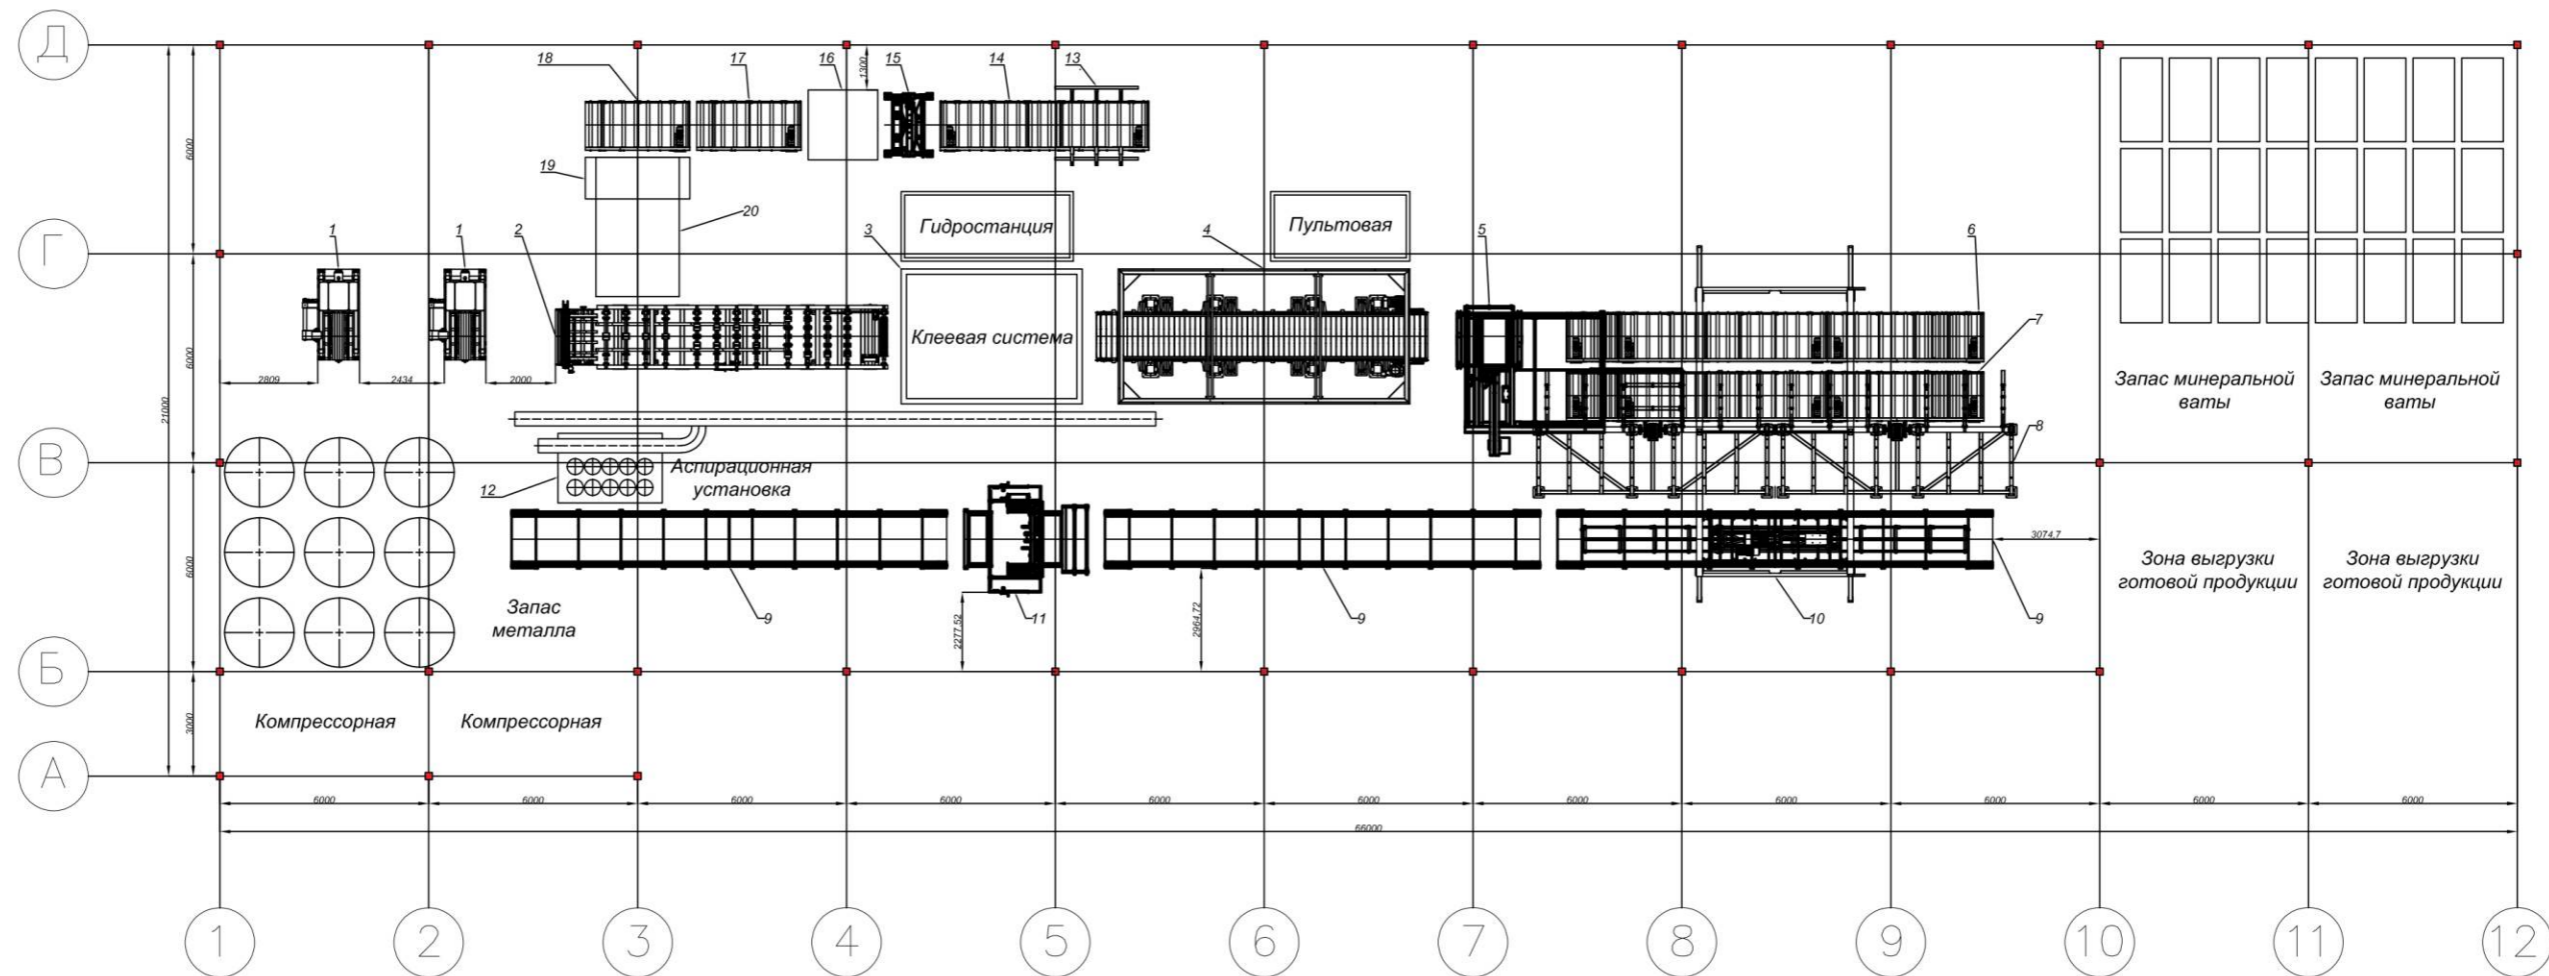 Д
18
17
16
1300
15
14
13
6000
19
20
1
1
2
3
Гидростанция
4
Пультовая
5
6
Г
Клеевая система
7
2809
2434
2000
6000
21000
Запас минеральной
ваты
Запас минеральной
ваты
8
В
12
Аспирационная
установка
6000
3074,7
Зона выгрузки
готовой продукции
Зона выгрузки
готовой продукции
Запас
металла
9
2277,52
11
2964,72
9
10
9
Б
3000
Компрессорная
Компрессорная
А
6000
6000
6000
6000
6000
6000
6000
6000
6000
6000
6000
66000
1
2
3
4
5
6
7
8
9
10
11
12